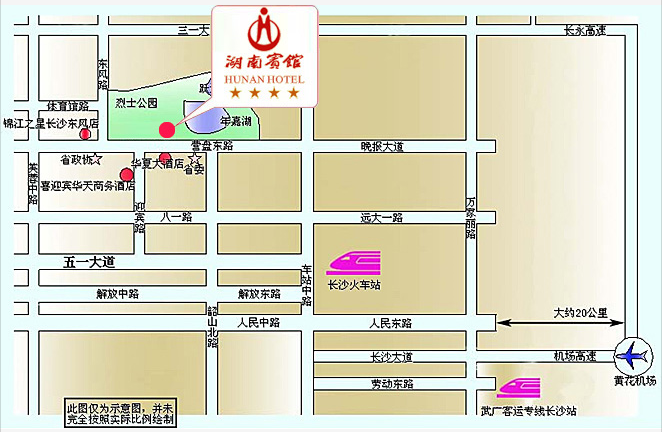 三一大
长永高速
湖南賓館
HUNAN HOTEL
东风路
跃
体育馆路
烈士公园
年嘉湖
锦江之星长沙东风店
营盘东路
晚报大道
省政协
华夏大酒店
省委
芙蓉中路
喜迎宾华天商务酒店
迎宾路
八一路
远大一路
万家丽路
五一大道
车站中路
长沙火车站
解放中路
解放东路
韶山北路
人民中路
人民东路
大约20公里
长沙大道
机场高速
黄花机场
劳动东路
武广客运专线长沙站
此图仅为示意图，并未
完全按照实际比例绘制